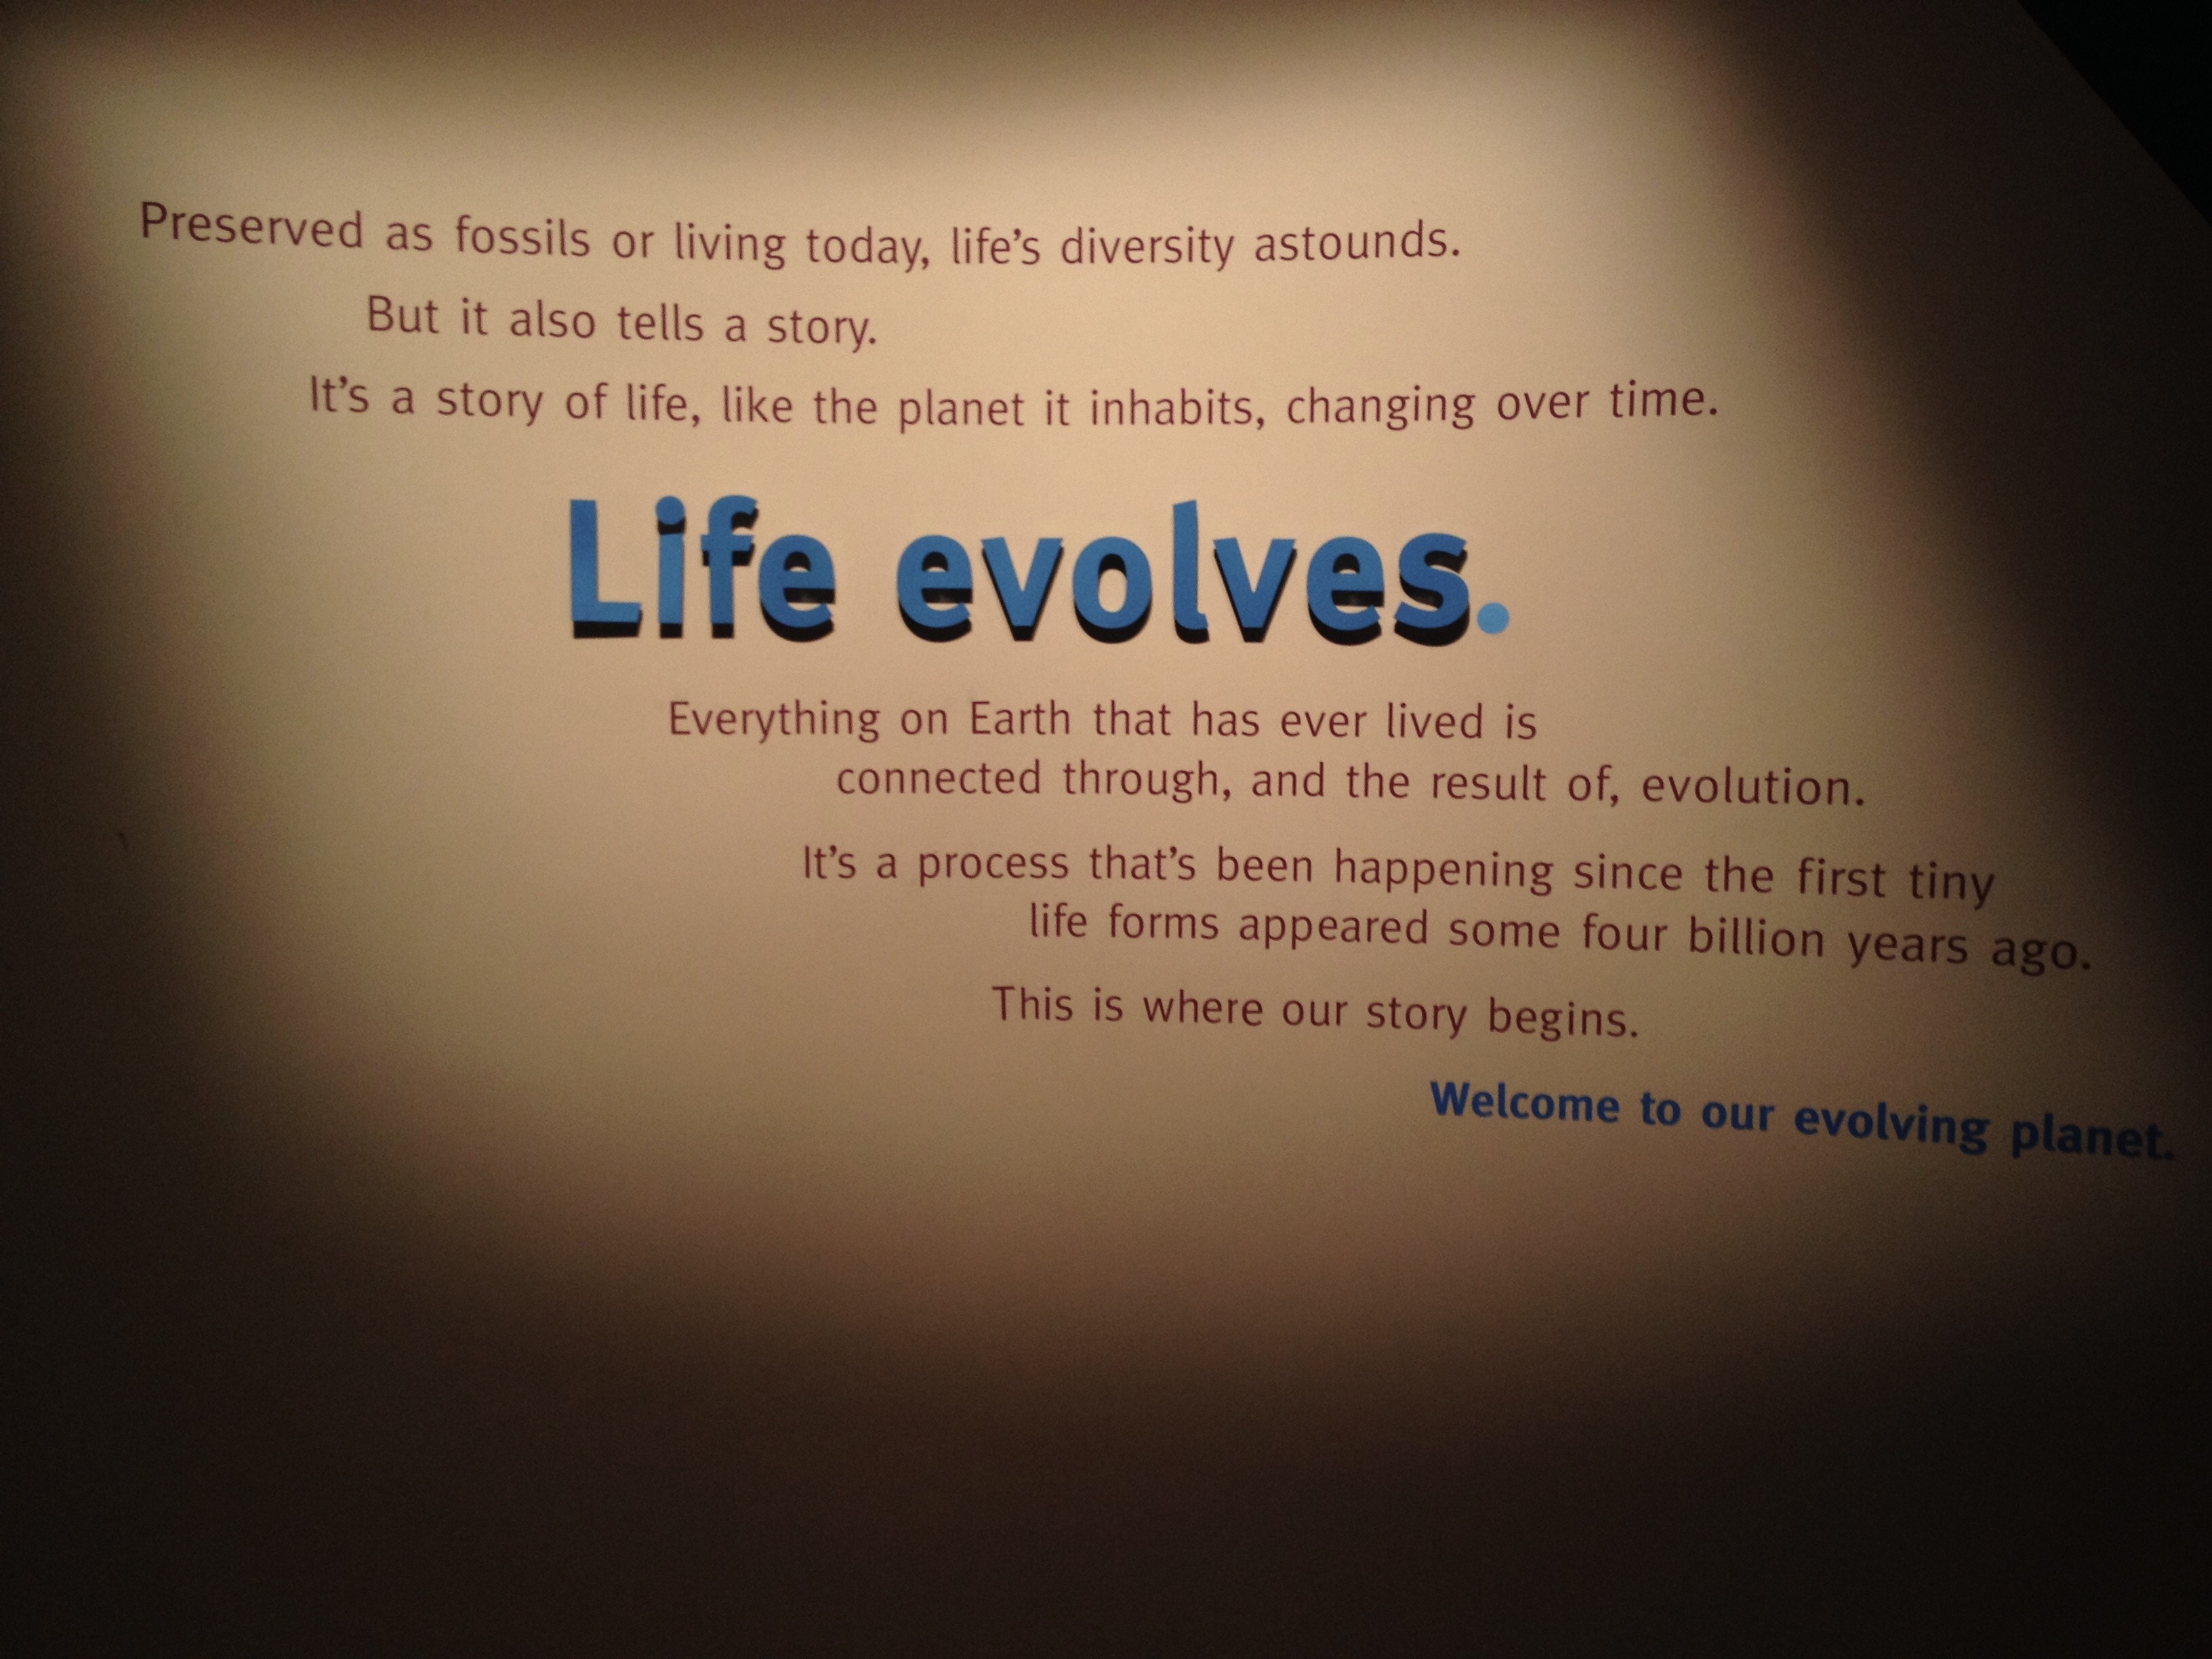 Preserved as fossils or living today, life’s diversity astounds.
But it also tells a story.
It’s a story of life, like the planet it inhabits, changing over time.
Life evolves.
Everything on Earth that has ever lived is
connected through, and the result of, evolution.
It’s a process that’s been happening since the first tiny
life forms appeared some four billion years ago.
This is where our story begins.
Welcome to our evolving planet.